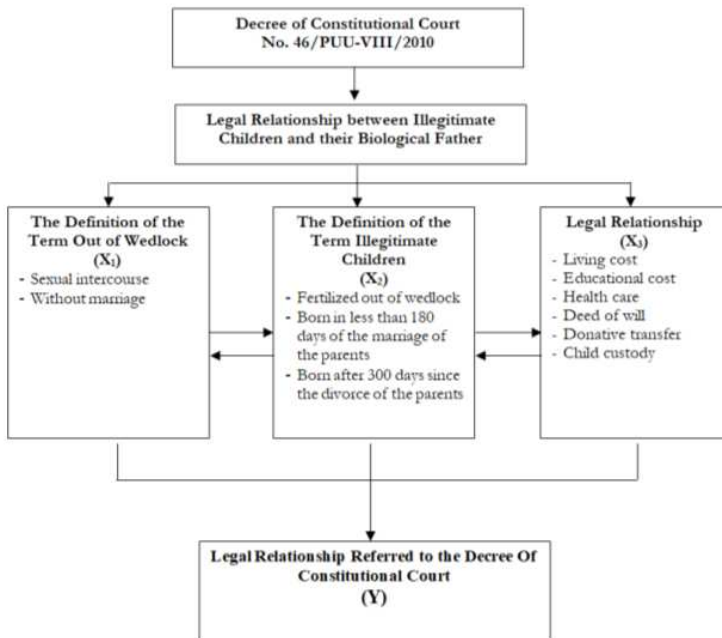 Decree of Constitutional Court
No. 46/PUU-VIII/2010
Legal Relationship between Illegitimate
Children and their Biological Father
The Definition of the
Term Out of Wedlock
(X₁)
- Sexual intercourse
- Without marriage
The Definition of the
Term Illegitimate
Children
(X₂)
- Fertilized out of wedlock
- Born in less than 180
days of the marriage of
the parents
- Born after 300 days since
the divorce of the parents
Legal Relationship
(X₃)
- Living cost
- Educational cost
- Health care
- Deed of will
- Donative transfer
- Child custody
Legal Relationship Referred to the Decree Of
Constitutional Court
(Y)